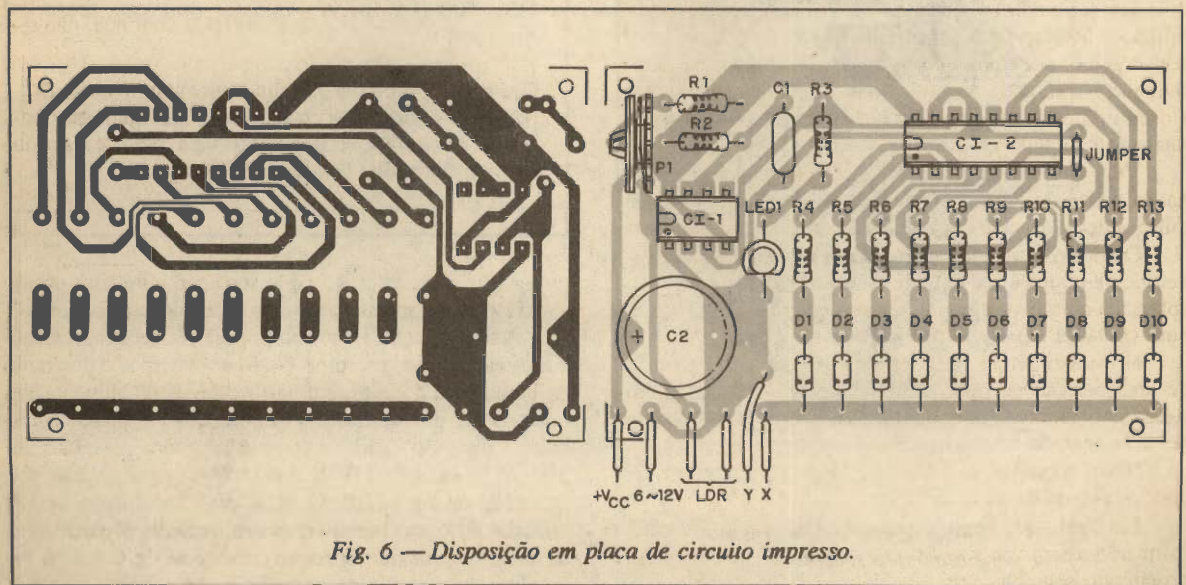 R1
C1
R3
R2
P1
CI-2
JUMPER
CI-1
LED1
R4 R5 R6 R7 R8 R9 R10 R11 R12 R13
+
C2
D1 D2 D3 D4 D5 D6 D7 D8 D9 D10
+VCC 6~12V LDR Y X
Fig. 6 — Disposição em placa de circuito impresso.